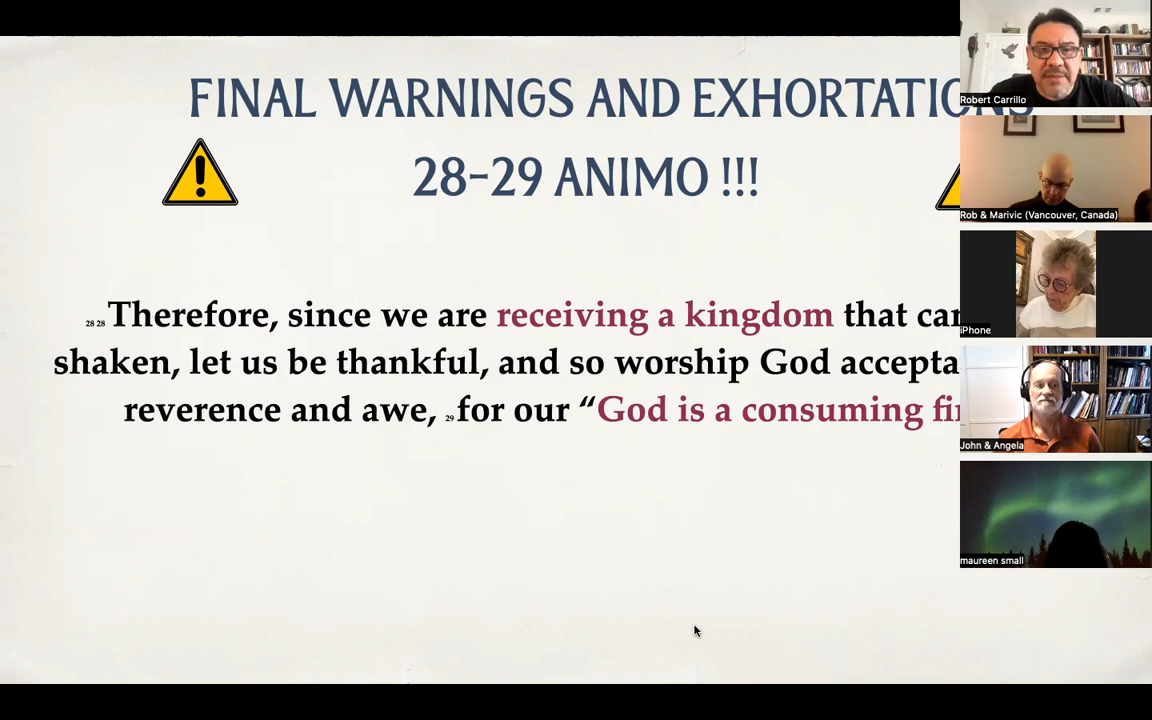 FINAL WARNINGS AND EXHORTATIONS
28-29 ANIMO !!!
28 28 Therefore, since we are receiving a kingdom that can
shaken, let us be thankful, and so worship God accepta
reverence and awe, 29 for our “God is a consuming fi
Robert Carrillo
Rob & Marivic (Vancouver, Canada)
iPhone
John & Angela
maureen small